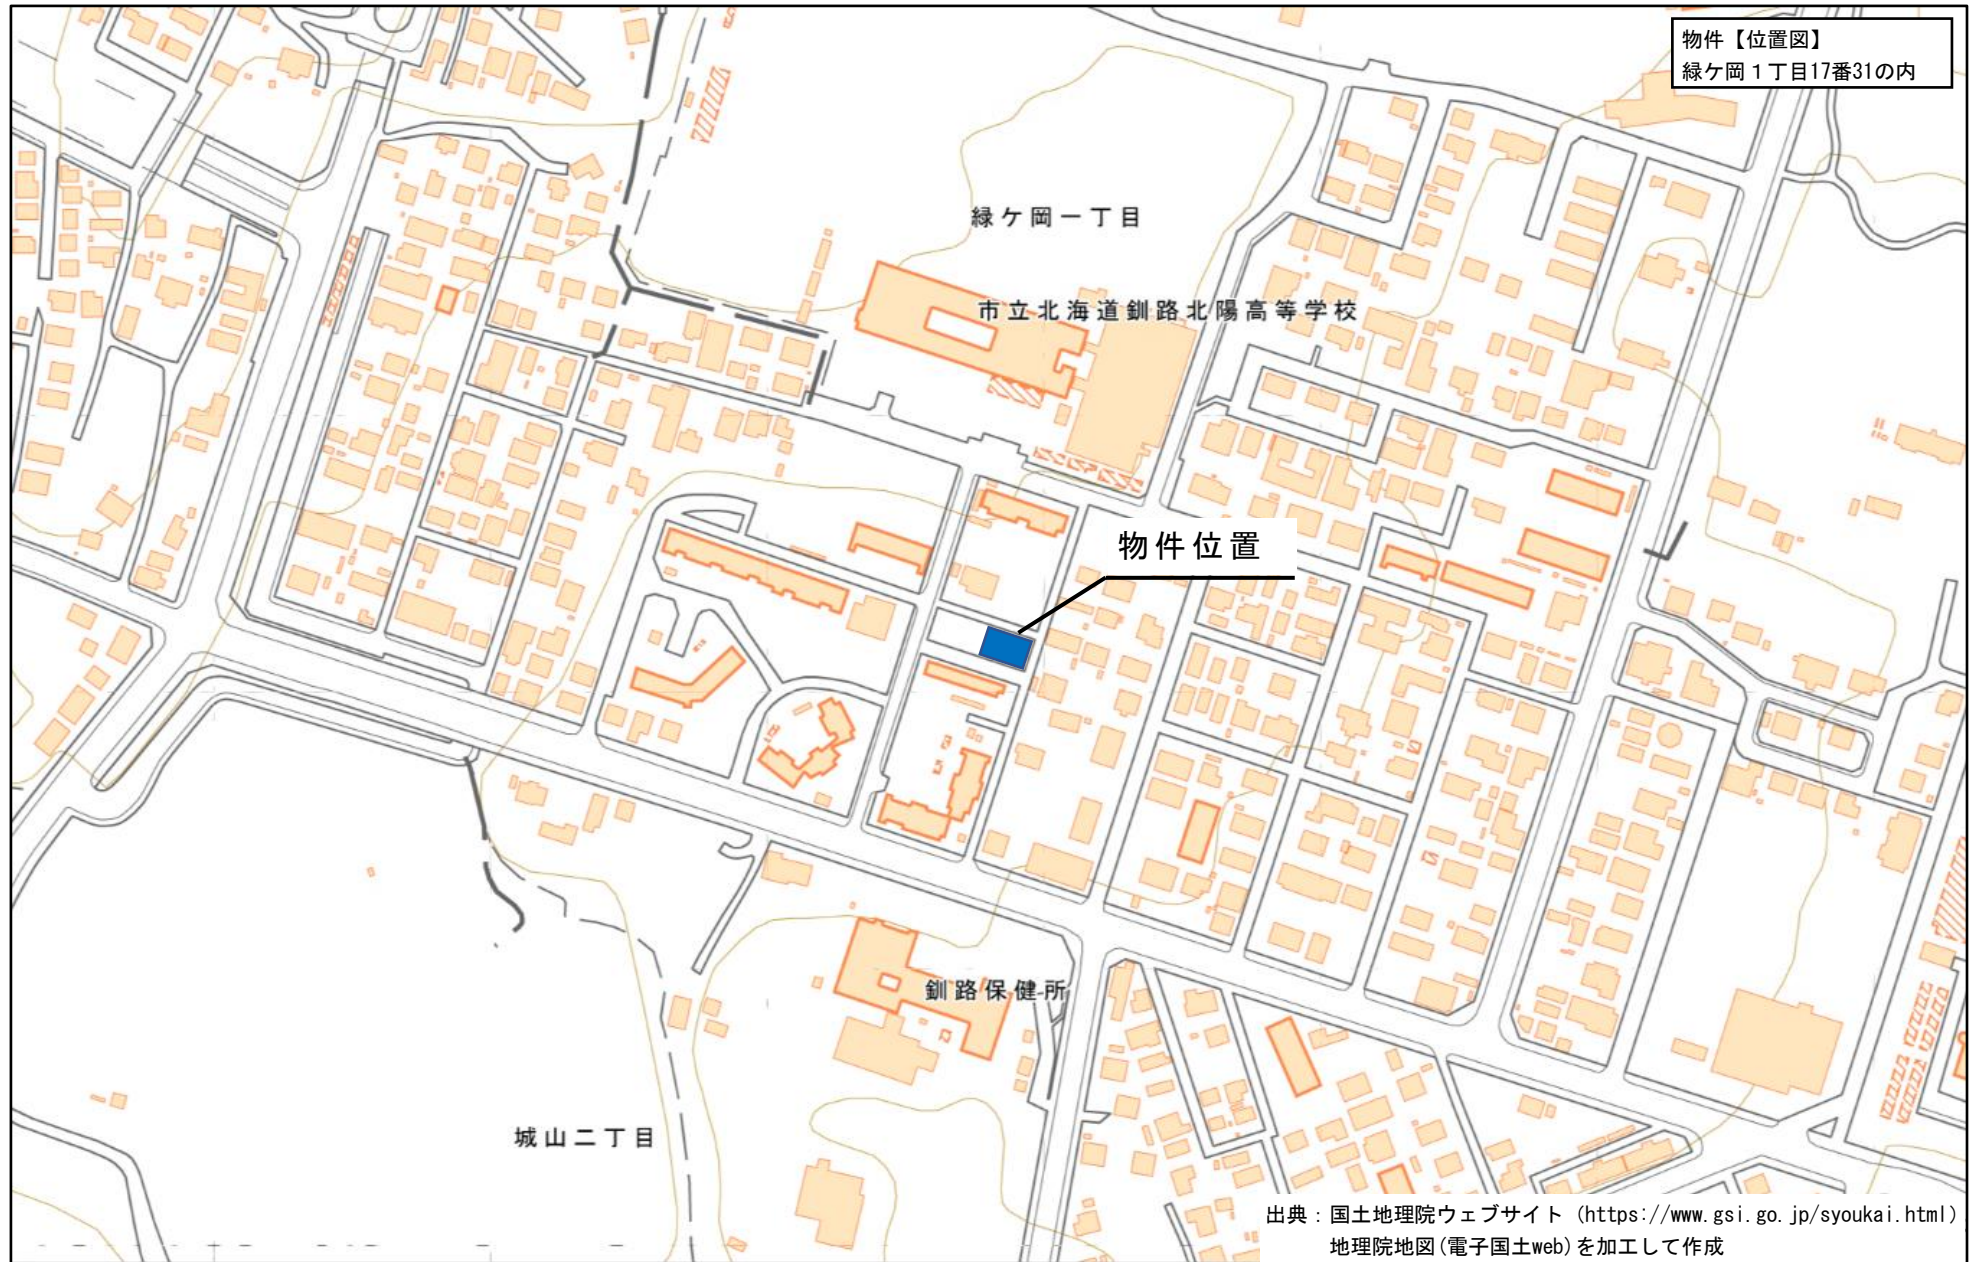 物件【位置図】
緑ケ岡１丁目17番31の内
緑ケ岡一丁目
市立北海道釧路北陽高等学校
物件位置
釧路保健所
城山二丁目
出典：国土地理院ウェブサイト（https://www.gsi.go.jp/syoukai.html）
地理院地図(電子国土web)を加工して作成